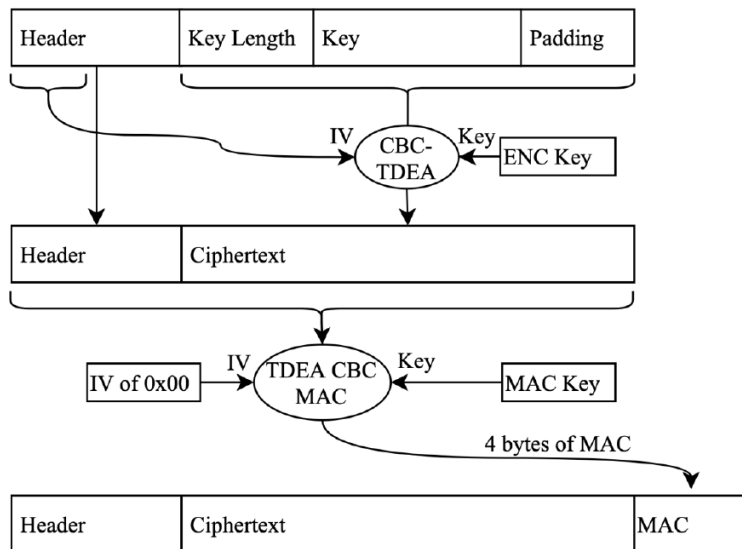 Header Key Length Key Padding
IV Key
CBC-
TDEA
ENC Key
Header Ciphertext
IV of 0x00
IV
TDEA CBC
MAC
Key
MAC Key
4 bytes of MAC
Header Ciphertext MAC